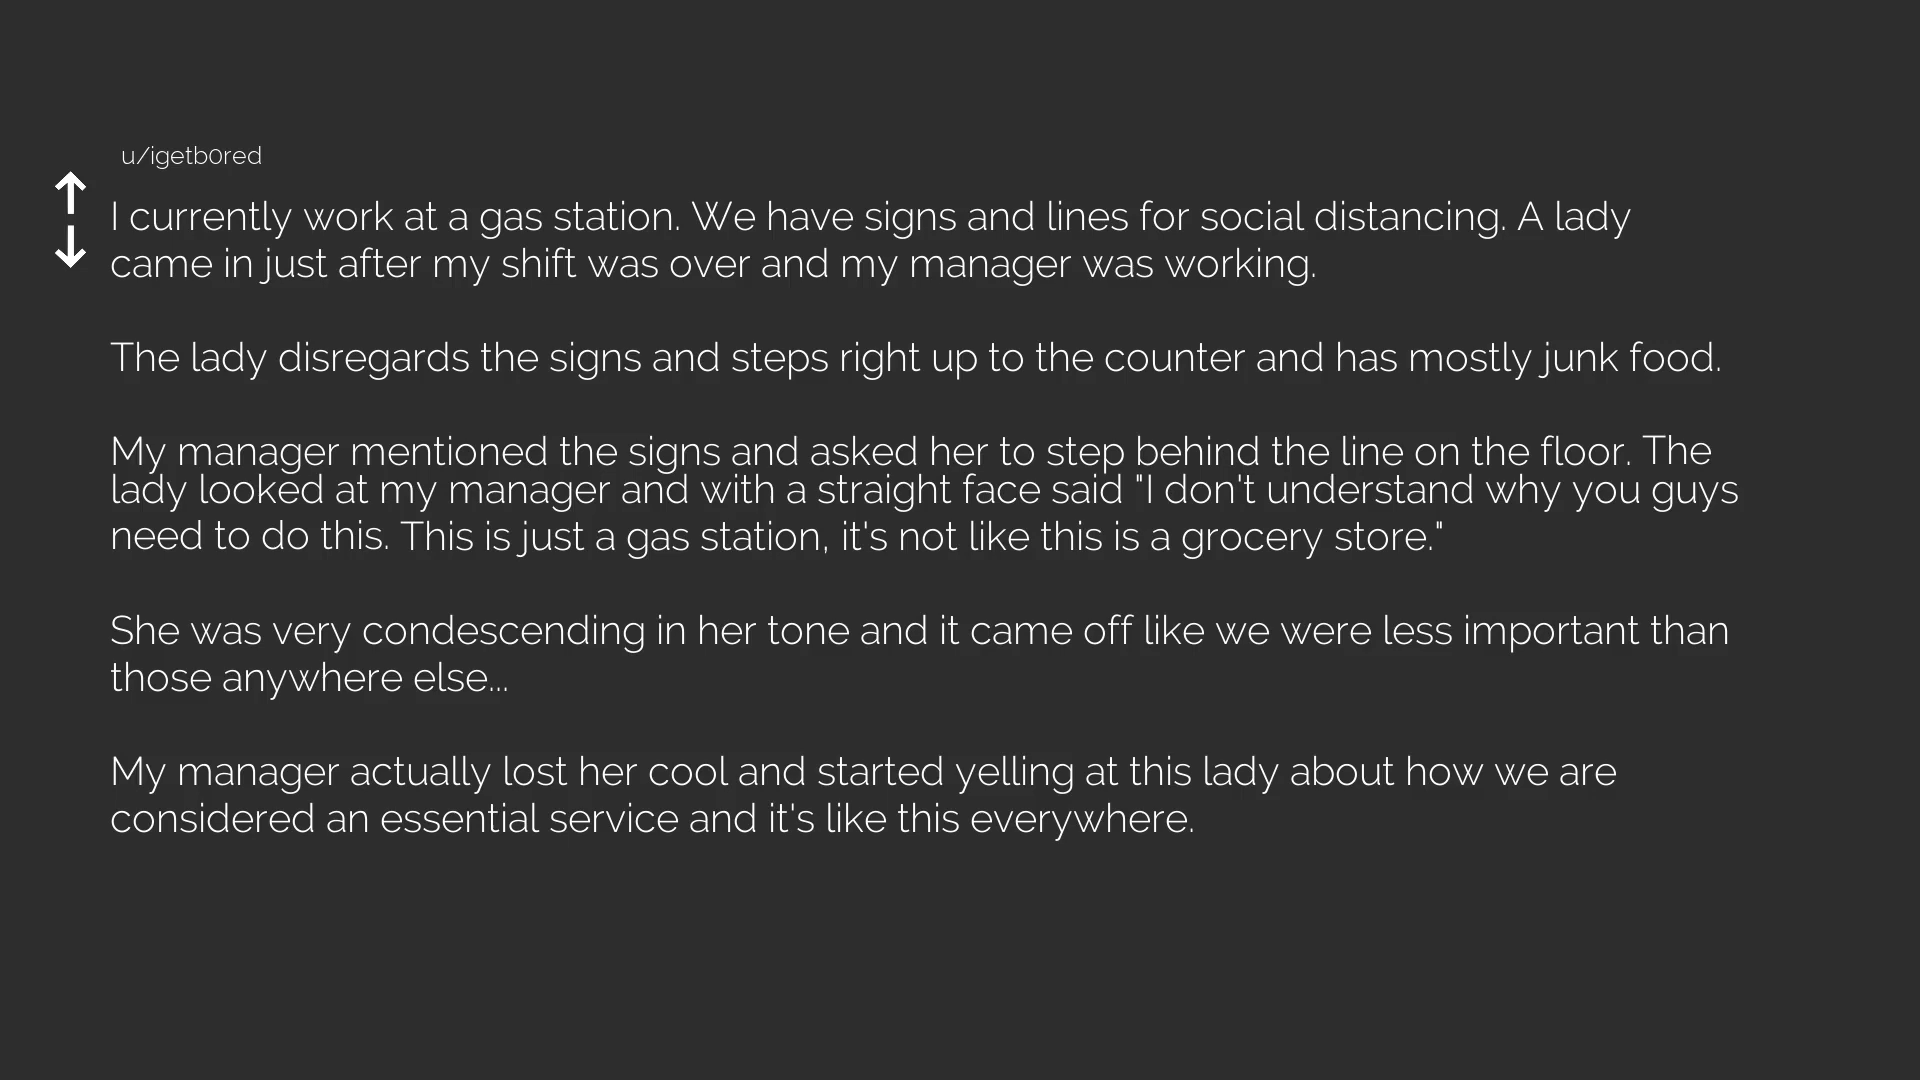 u/igetb0red
I currently work at a gas station. We have signs and lines for social distancing. A lady
came in just after my shift was over and my manager was working.
The lady disregards the signs and steps right up to the counter and has mostly junk food.
My manager mentioned the signs and asked her to step behind the line on the floor. The
lady looked at my manager and with a straight face said "I don't understand why you guys
need to do this. This is just a gas station, it's not like this is a grocery store."
She was very condescending in her tone and it came off like we were less important than
those anywhere else...
My manager actually lost her cool and started yelling at this lady about how we are
considered an essential service and it's like this everywhere.